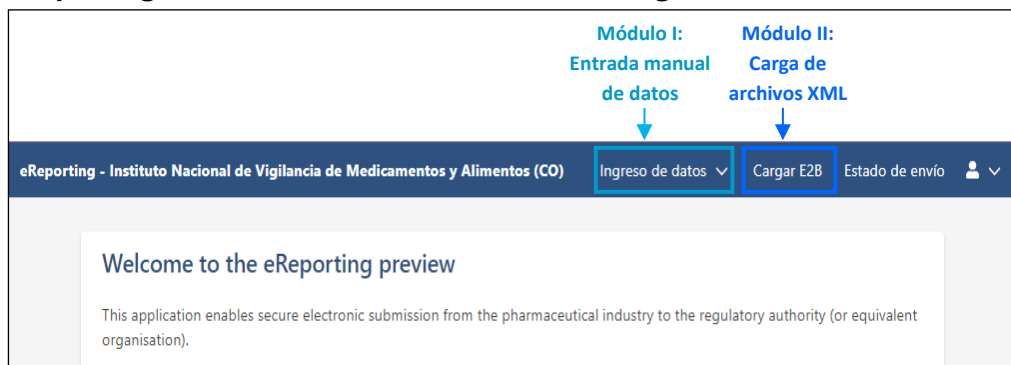 Módulo I:
Entrada manual
de datos
Módulo II:
Carga de
archivos XML
eReporting - Instituto Nacional de Vigilancia de Medicamentos y Alimentos (CO) Ingreso de datos Cargar E2B Estado de envío
Welcome to the eReporting preview
This application enables secure electronic submission from the pharmaceutical industry to the regulatory authority (or equivalent
organisation).